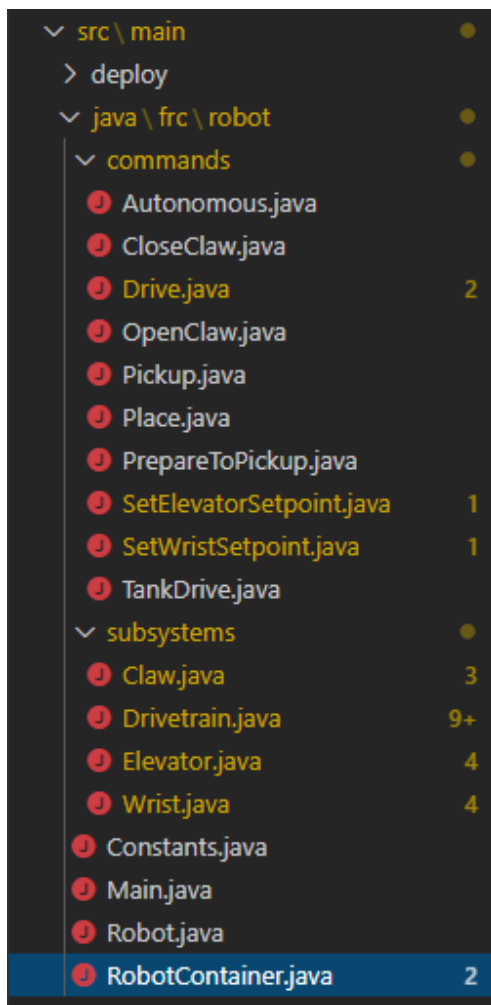 src\main
deploy
java\frc\robot
commands
J Autonomous.java
J CloseClaw.java
J Drive.java 2
J OpenClaw.java
J Pickup.java
J Place.java
J PrepareToPickup.java
J SetElevatorSetpoint.java 1
J SetWristSetpoint.java 1
J TankDrive.java
subsystems
J Claw.java 3
J Drivetrain.java 9+
J Elevator.java 4
J Wrist.java 4
J Constants.java
J Main.java
J Robot.java
J RobotContainer.java 2